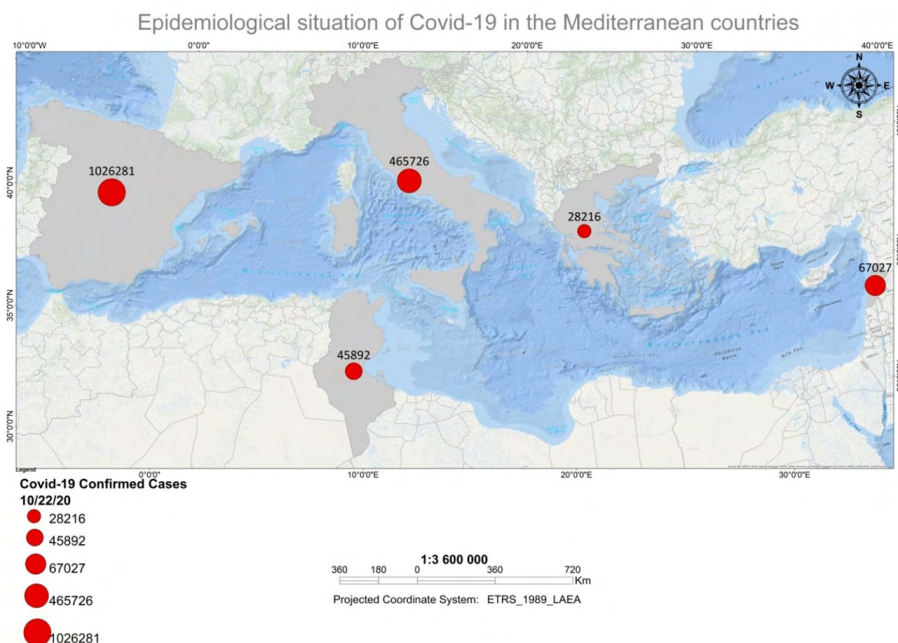 Epidemiological situation of Covid-19 in the Mediterranean countries
10°0'0"W 0°0'0" 10°0'0"E 20°0'0"E 30°0'0"E 40°0'0"E
N
W E
S
1026281
465726
40°0'0"N
28216
67027
35°0'0"N
45892
30°0'0"N
Legend
0°0'0" 10°0'0"E 20°0'0"E 30°0'0"E
Covid-19 Confirmed Cases
10/22/20
28216
45892
67027
465726
1026281
1:3 600 000
360 180 0 360 720
Km
Projected Coordinate System: ETRS_1989_LAEA